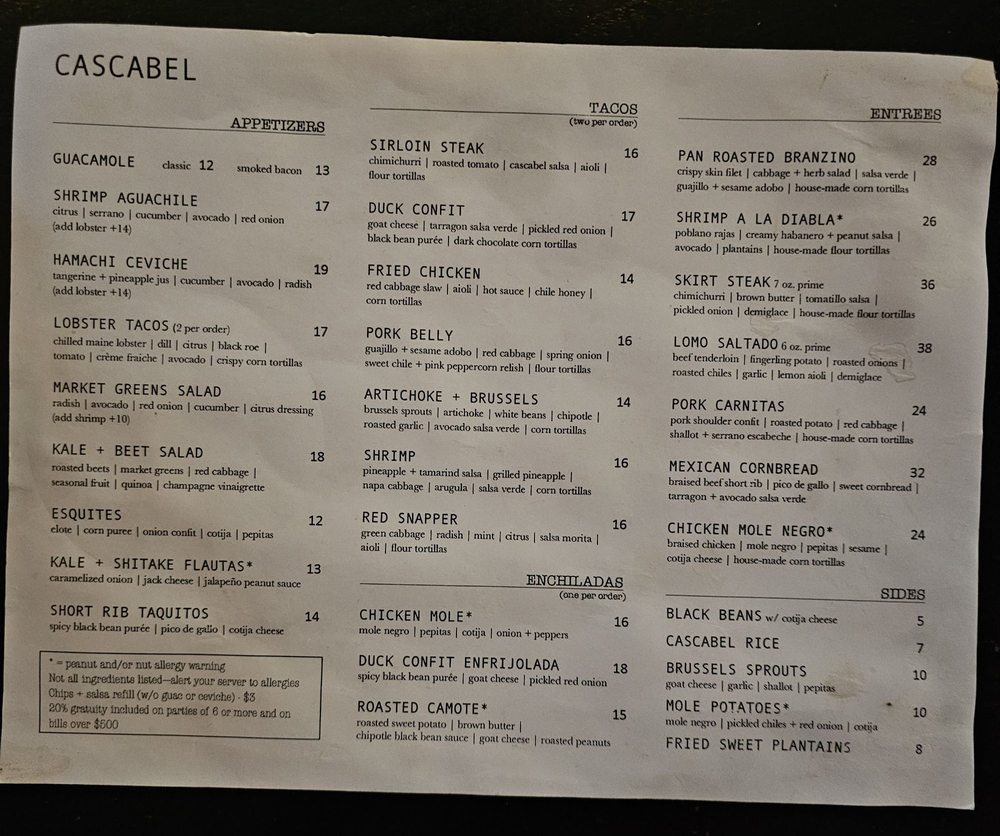 CASCABEL
APPETIZERS
GUACAMOLE classic 12 smoked bacon 13
SHRIMP AGUACHILE 17
citrus | serrano | cucumber | avocado | red onion
(add lobster +14)
HAMACHI CEVICHE 19
tangerine + pineapple jus | cucumber | avocado | radish
(add lobster +14)
LOBSTER TACOS (2 per order) 17
chilled maine lobster | dill | citrus | black roe |
tomato | crème fraiche | avocado | crispy corn tortillas
MARKET GREENS SALAD 16
radish | avocado | red onion | cucumber | citrus dressing
(add shrimp +10)
KALE + BEET SALAD 18
roasted beets | market greens | red cabbage |
seasonal fruit | quinoa | champagne vinaigrette
ESQUITES 12
elote | corn puree | onion confit | cotija | pepitas
KALE + SHITAKE FLAUTAS* 13
caramelized onion | jack cheese | jalapeño peanut sauce
SHORT RIB TAQUITOS 14
spicy black bean purée | pico de gallo | cotija cheese
* = peanut and/or nut allergy warning
Not all ingredients listed—alert your server to allergies
Chips + salsa refill (w/o guac or ceviche) - $3
20% gratuity included on parties of 6 or more and on
bills over $500
TACOS
(two per order)
SIRLOIN STEAK 16
chimichurri | roasted tomato | cascabel salsa | aioli |
flour tortillas
DUCK CONFIT 17
goat cheese | tarragon salsa verde | pickled red onion |
black bean purée | dark chocolate corn tortillas
FRIED CHICKEN 14
red cabbage slaw | aioli | hot sauce | chile honey |
corn tortillas
PORK BELLY 16
guajillo + sesame adobo | red cabbage | spring onion |
sweet chile + pink peppercorn relish | flour tortillas
ARTICHOKE + BRUSSELS 14
brussels sprouts | artichoke | white beans | chipotle |
roasted garlic | avocado salsa verde | corn tortillas
SHRIMP 16
pineapple + tamarind salsa | grilled pineapple |
napa cabbage | arugula | salsa verde | corn tortillas
RED SNAPPER 16
green cabbage | radish | mint | citrus | salsa morita |
aioli | flour tortillas
ENCHILADAS
(one per order)
CHICKEN MOLE* 16
mole negro | pepitas | cotija | onion + peppers
DUCK CONFIT ENFRIJOLADA 18
spicy black bean purée | goat cheese | pickled red onion
ROASTED CAMOTE* 15
roasted sweet potato | brown butter |
chipotle black bean sauce | goat cheese | roasted peanuts
ENTREES
PAN ROASTED BRANZINO 28
crispy skin filet | cabbage + herb salad | salsa verde |
guajillo + sesame adobo | house-made corn tortillas
SHRIMP A LA DIABLA* 26
poblano rajas | creamy habanero + peanut salsa |
avocado | plantains | house-made flour tortillas
SKIRT STEAK 7 oz. prime 36
chimichurri | brown butter | tomatillo salsa |
pickled onion | demiglace | house-made flour tortillas
LOMO SALTADO 6 oz. prime 38
beef tenderloin | fingerling potato | roasted onions |
roasted chiles | garlic | lemon aioli | demiglace
PORK CARNITAS 24
pork shoulder confit | roasted potato | red cabbage |
shallot + serrano escabeche | house-made corn tortillas
MEXICAN CORNBREAD 32
braised beef short rib | pico de gallo | sweet cornbread |
tarragon + avocado salsa verde
CHICKEN MOLE NEGRO* 24
braised chicken | mole negro | pepitas | sesame |
cotija cheese | house-made corn tortillas
SIDES
BLACK BEANS w/ cotija cheese 5
CASCABEL RICE 7
BRUSSELS SPROUTS 10
goat cheese | garlic | shallot | pepitas
MOLE POTATOES* 10
mole negro | pickled chiles + red onion | cotija
FRIED SWEET PLANTAINS 8